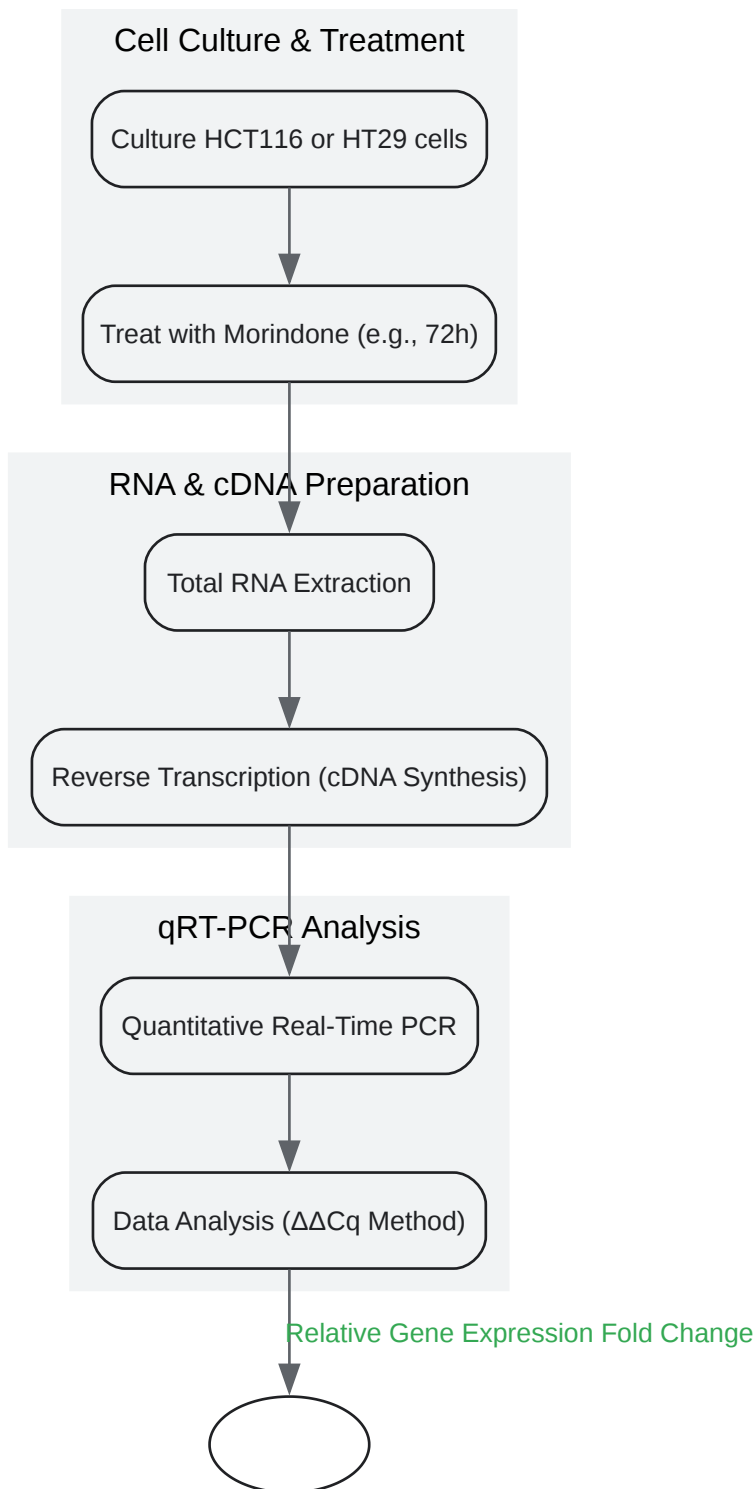 Cell Culture & Treatment
Culture HCT116 or HT29 cells
Treat with Morindone (e.g., 72h)
RNA & cDNA Preparation
Total RNA Extraction
Reverse Transcription (cDNA Synthesis)
qRT-PCR Analysis
Quantitative Real-Time PCR
Data Analysis (ΔΔCq Method)
Relative Gene Expression Fold Change